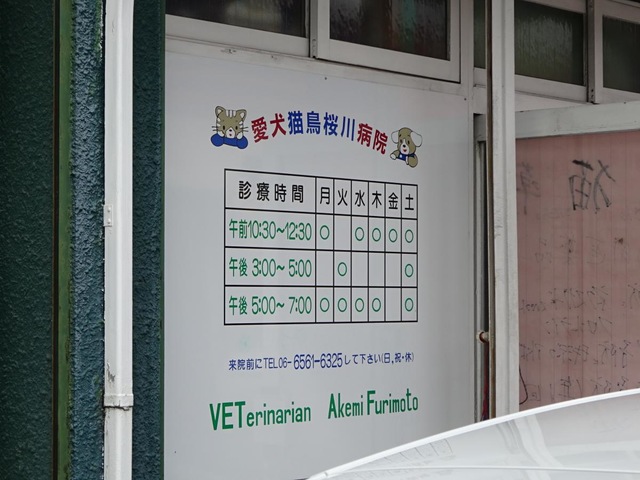 愛犬猫鳥桜川病院
診療時間 月 火 水 木 金 土
午前10:30～12:30 ○ ○ ○ ○ ○
午後 3:00～5:00 ○ ○
午後 5:00～7:00 ○ ○ ○ ○ ○
来院前にTEL06-6561-6325して下さい(日,祝・休)
VETerinarian Akemi Furimoto
猫